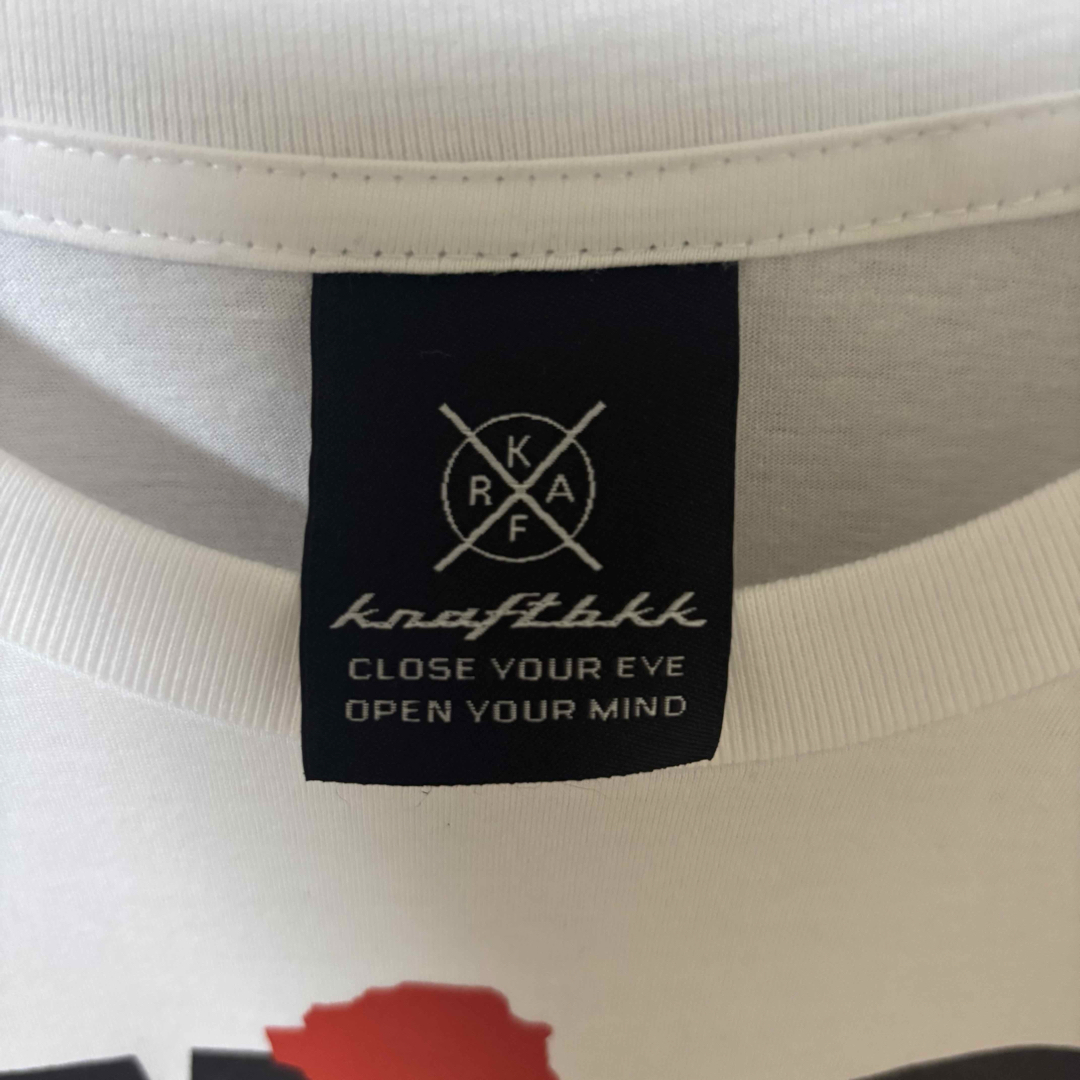 K
R A
F
kraftbkk
CLOSE YOUR EYE
OPEN YOUR MIND